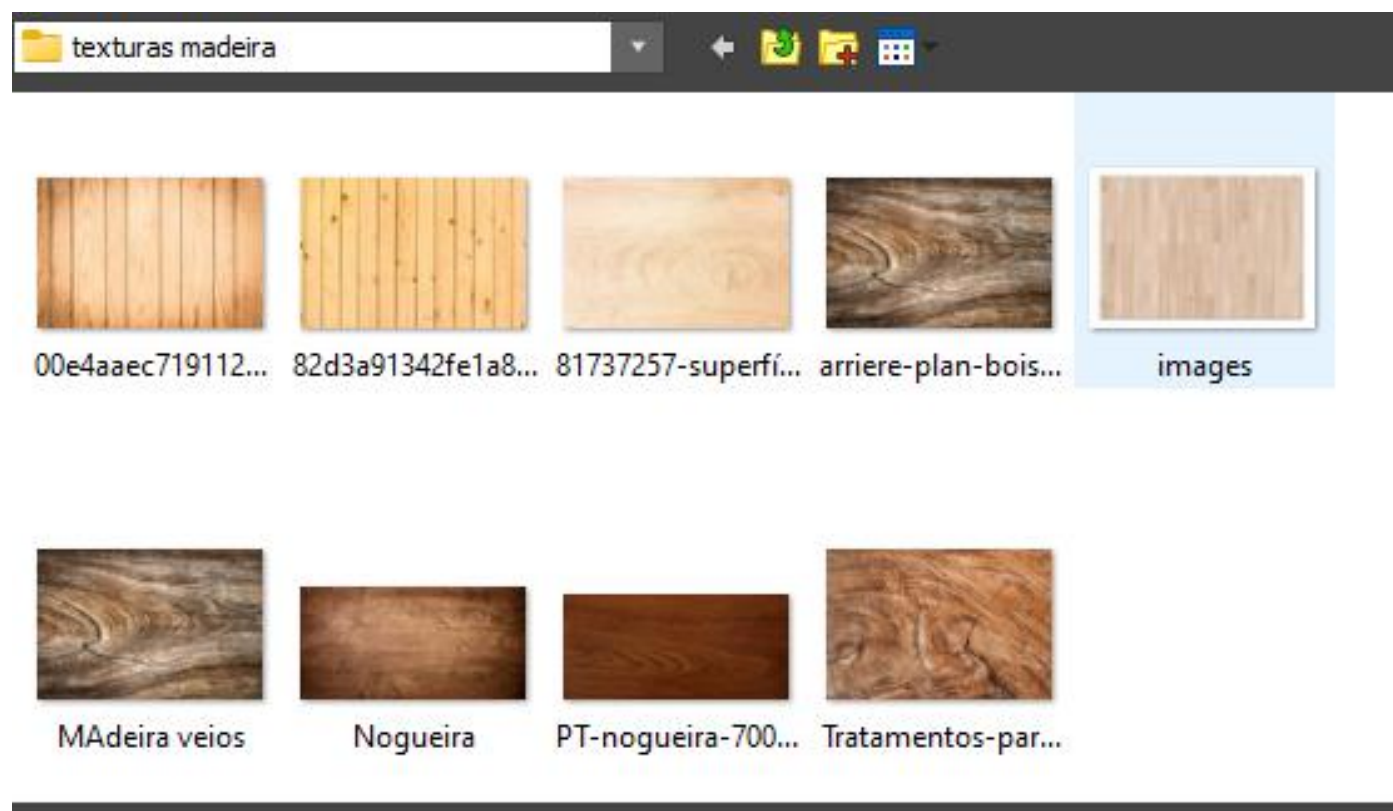 texturas madeira
00e4aaec719112...
82d3a91342fe1a8...
81737257-superfí...
arriere-plan-bois...
images
MAdeira veios
Nogueira
PT-nogueira-700...
Tratamentos-par...